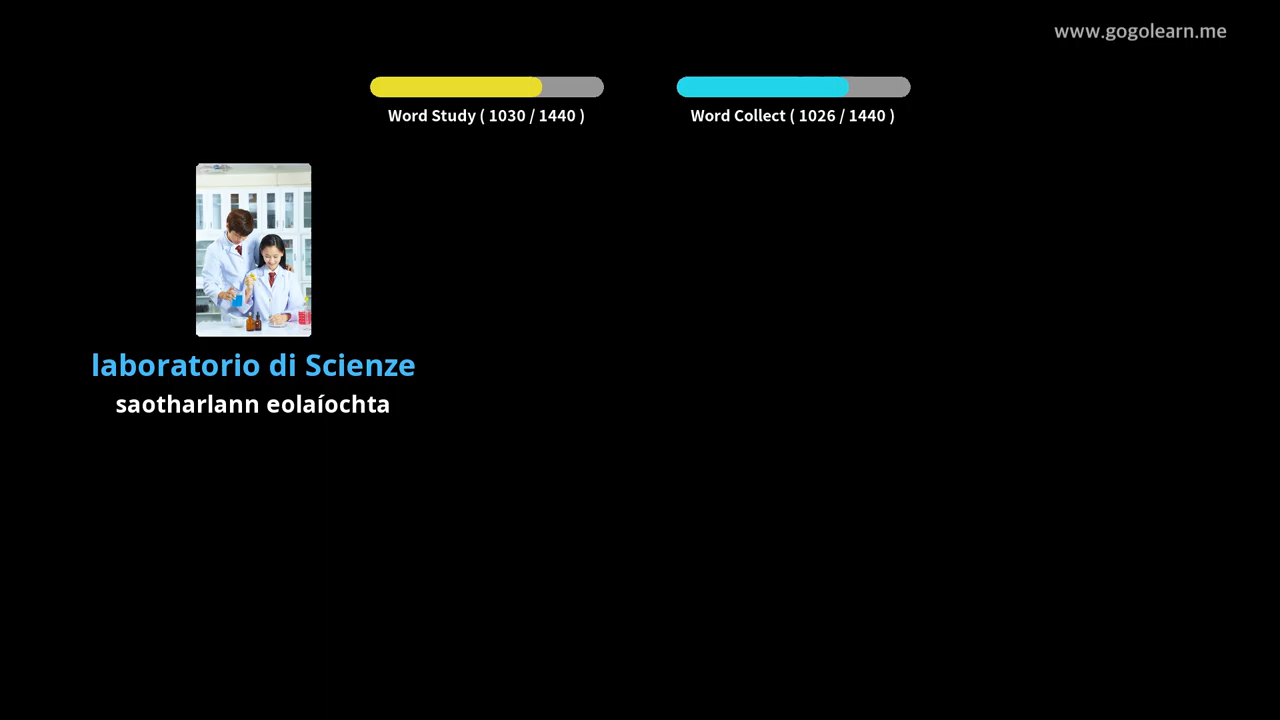 www.gogolearn.me
Word Study ( 1030 / 1440 )
Word Collect ( 1026 / 1440 )
laboratorio di Scienze
saotharlann eolaíochta